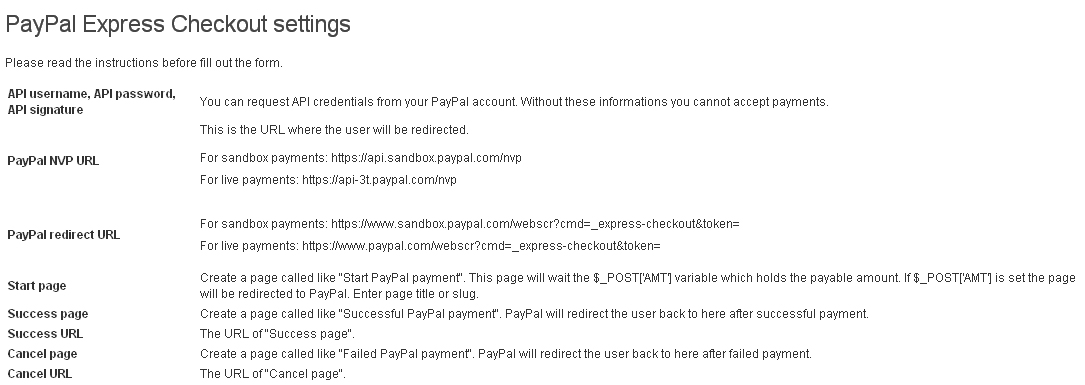 PayPal Express Checkout settings
Please read the instructions before fill out the form.
API username, API password,
API signature
You can request API credentials from your PayPal account. Without these informations you cannot accept payments.
This is the URL where the user will be redirected.
PayPal NVP URL
For sandbox payments: https://api.sandbox.paypal.com/nvp
For live payments: https://api-3t.paypal.com/nvp
PayPal redirect URL
For sandbox payments: https://www.sandbox.paypal.com/webscr?cmd=_express-checkout&token=
For live payments: https://www.paypal.com/webscr?cmd=_express-checkout&token=
Start page
Create a page called like "Start PayPal payment". This page will wait the $_POST['AMT'] variable which holds the payable amount. If $_POST['AMT'] is set the page
will be redirected to PayPal. Enter page title or slug.
Success page
Create a page called like "Successful PayPal payment". PayPal will redirect the user back to here after successful payment.
Success URL
The URL of "Success page".
Cancel page
Create a page called like "Failed PayPal payment". PayPal will redirect the user back to here after failed payment.
Cancel URL
The URL of "Cancel page".